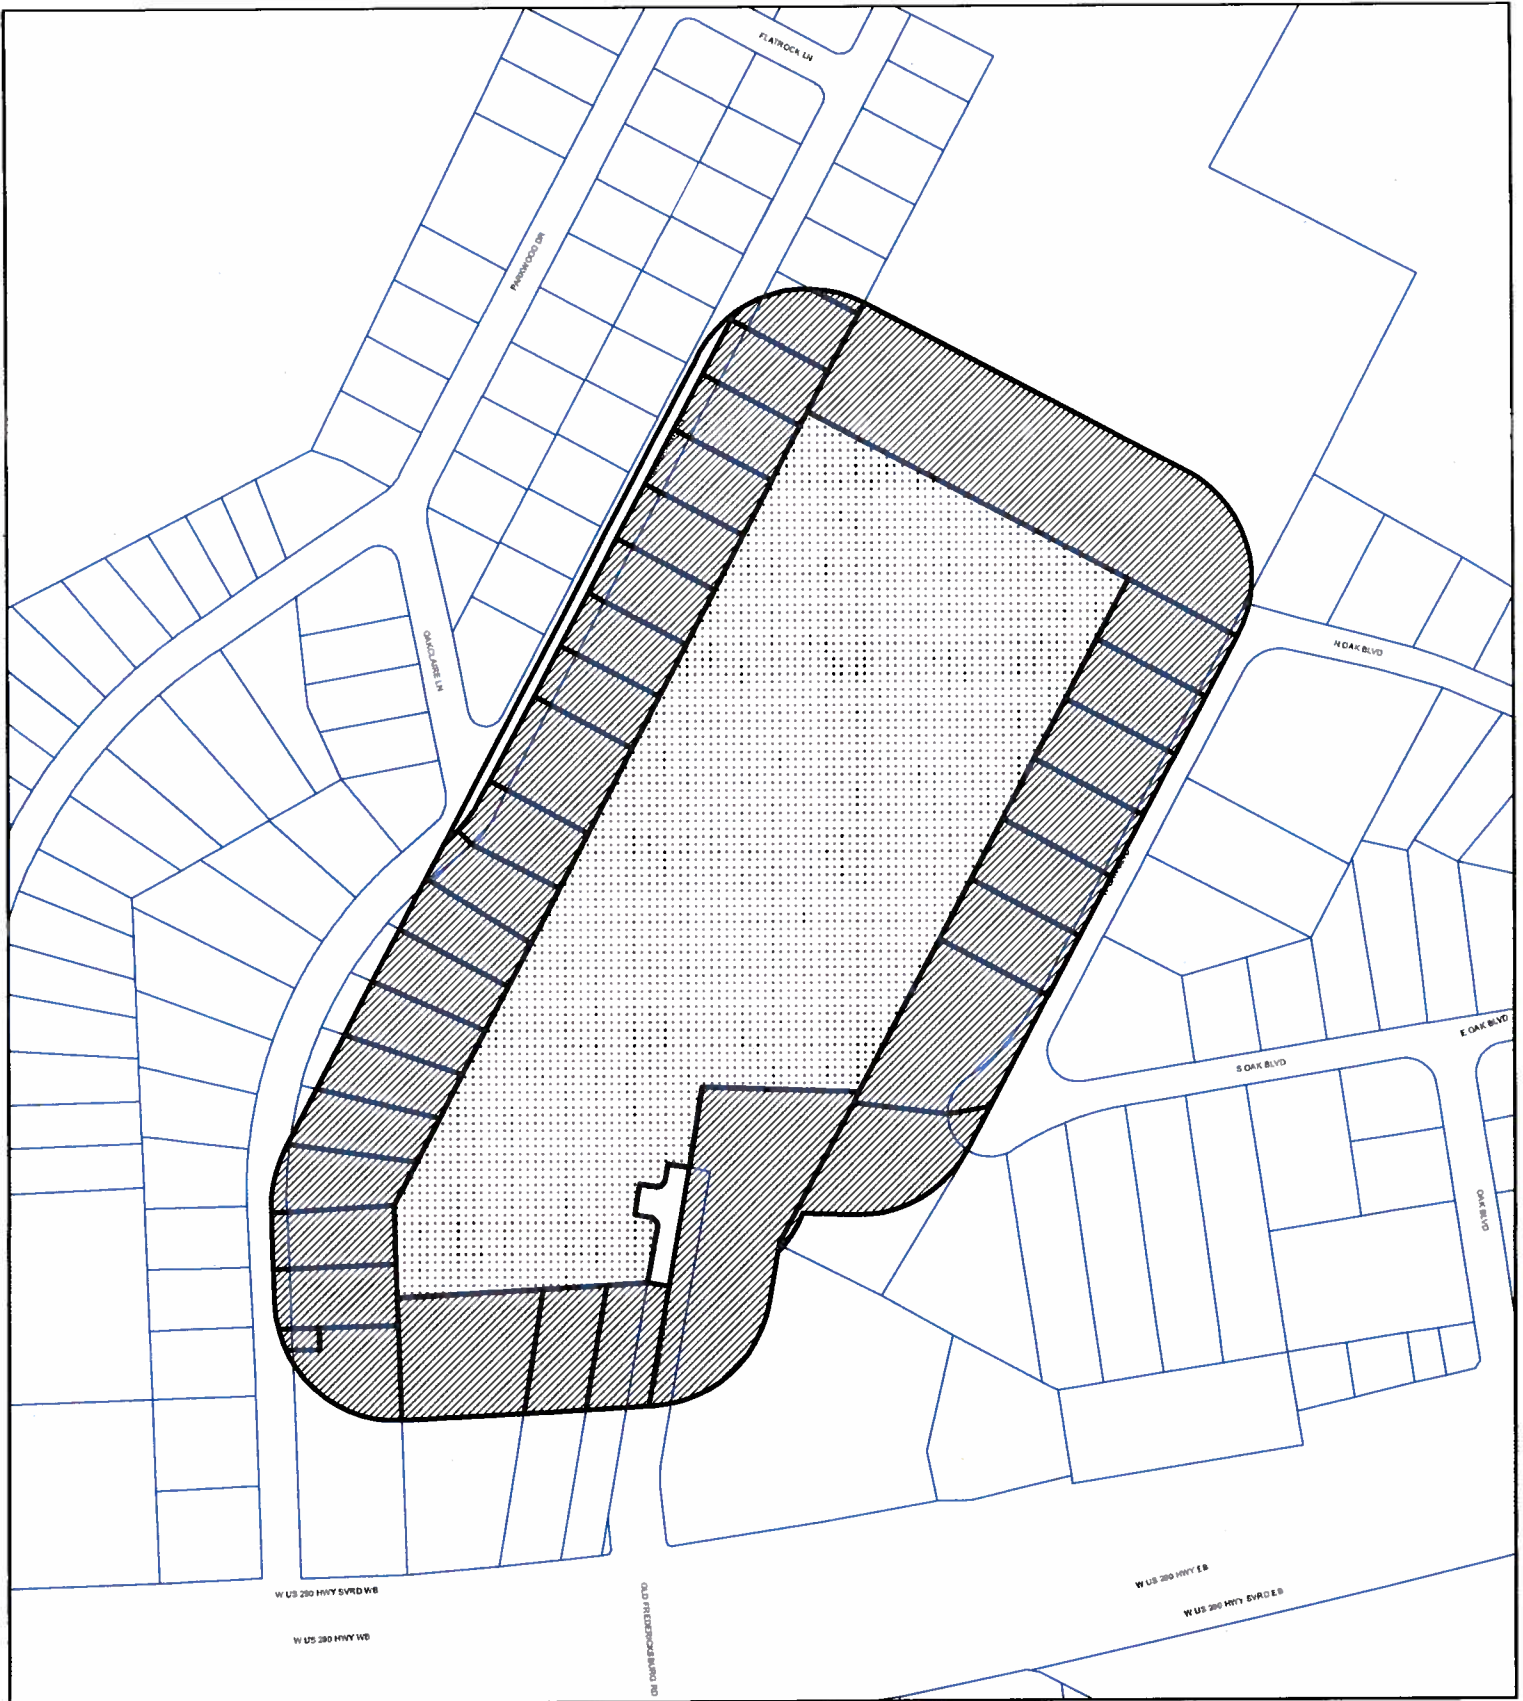 FLATROCK LN
PARKWOOD DR
OAKCLAIRE LN
N OAK BLVD
E OAK BLVD
S OAK BLVD
OAK BLVD
W US 290 HWY EB
W US 290 HWY SVRD EB
W US 290 HWY SVRD WB
W US 290 HWY WB
OLD FREDERICKSBURG RD